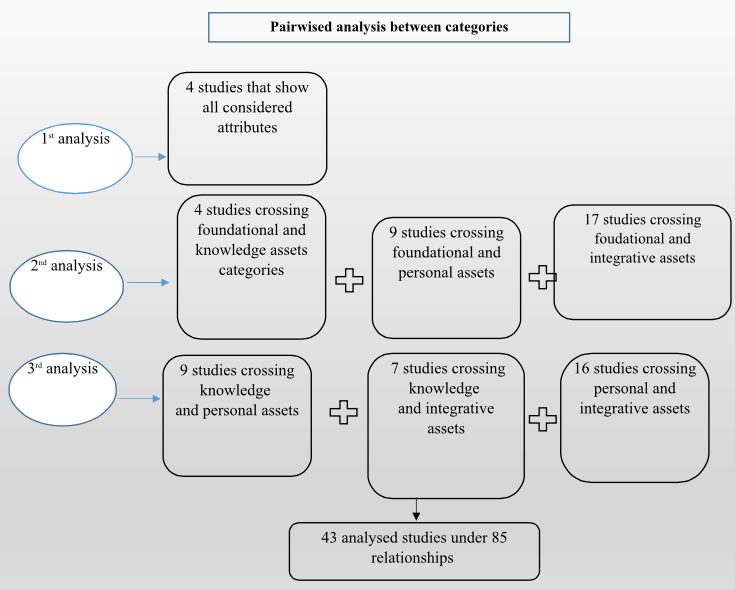 Pairwised analysis between categories
1st analysis
4 studies that show
all considered
attributes
2nd analysis
4 studies crossing
foundational and
knowledge assets
categories
9 studies crossing
foundational and
personal assets
17 studies crossing
foudational and
integrative assets
3rd analysis
9 studies crossing
knowledge
and personal assets
7 studies crossing
knowledge
and integrative
assets
16 studies crossing
personal and
integrative assets
43 analysed studies under 85
relationships